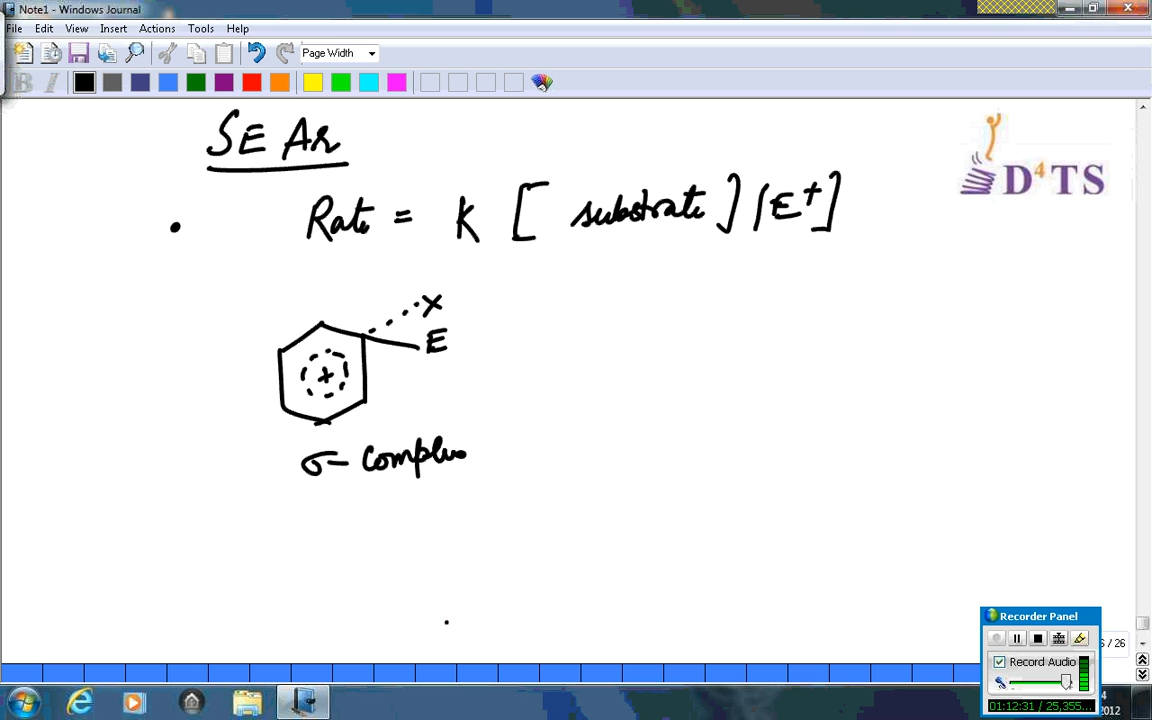 Note1 - Windows Journal
File Edit View Insert Actions Tools Help
Page Width
B I
SE Ar
D4TS
Rate = K [ substrate ] [E+]
X
E
+
σ- complex
Recorder Panel
/ 26
Record Audio
01:12:31 / 25,355...
2012